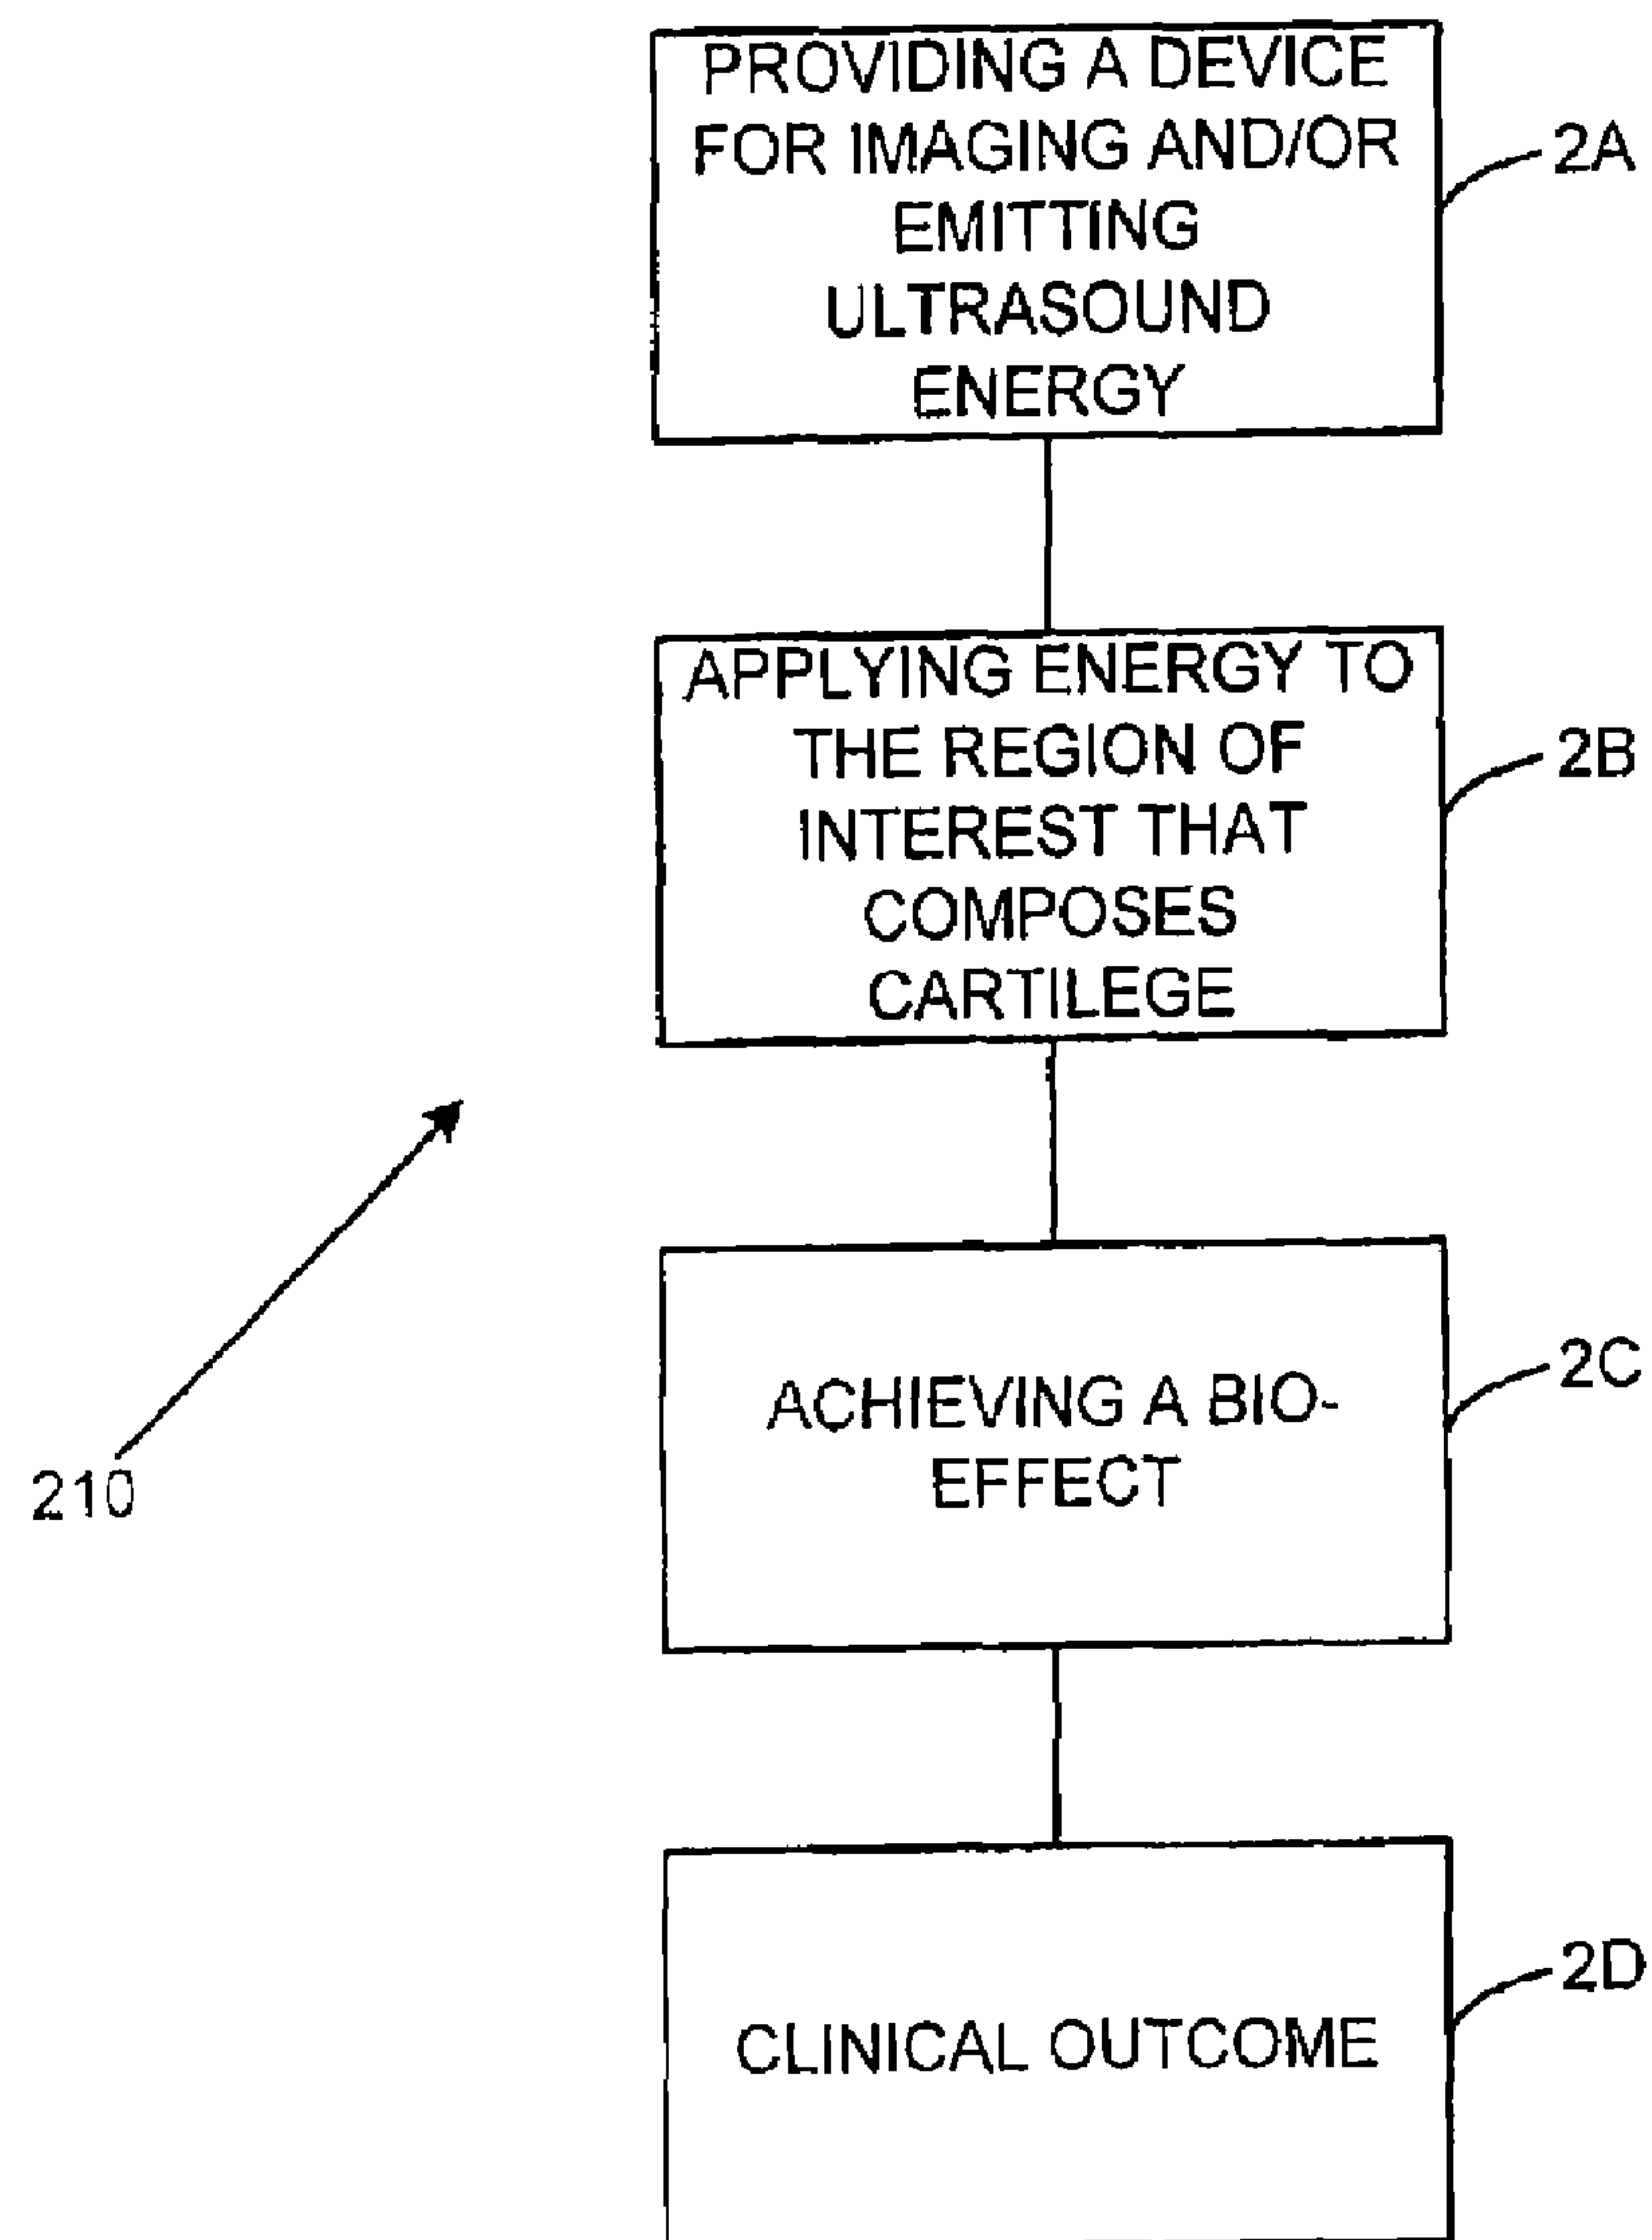 PROVIDING A DEVICE
FOR IMAGING AND/OR
EMITTING
ULTRASOUND
ENERGY
2A
APPLYING ENERGY TO
THE REGION OF
INTEREST THAT
COMPOSES
CARTILEGE
2B
ACHIEVING A BIO-
EFFECT
2C
210
CLINICAL OUTCOME
2D